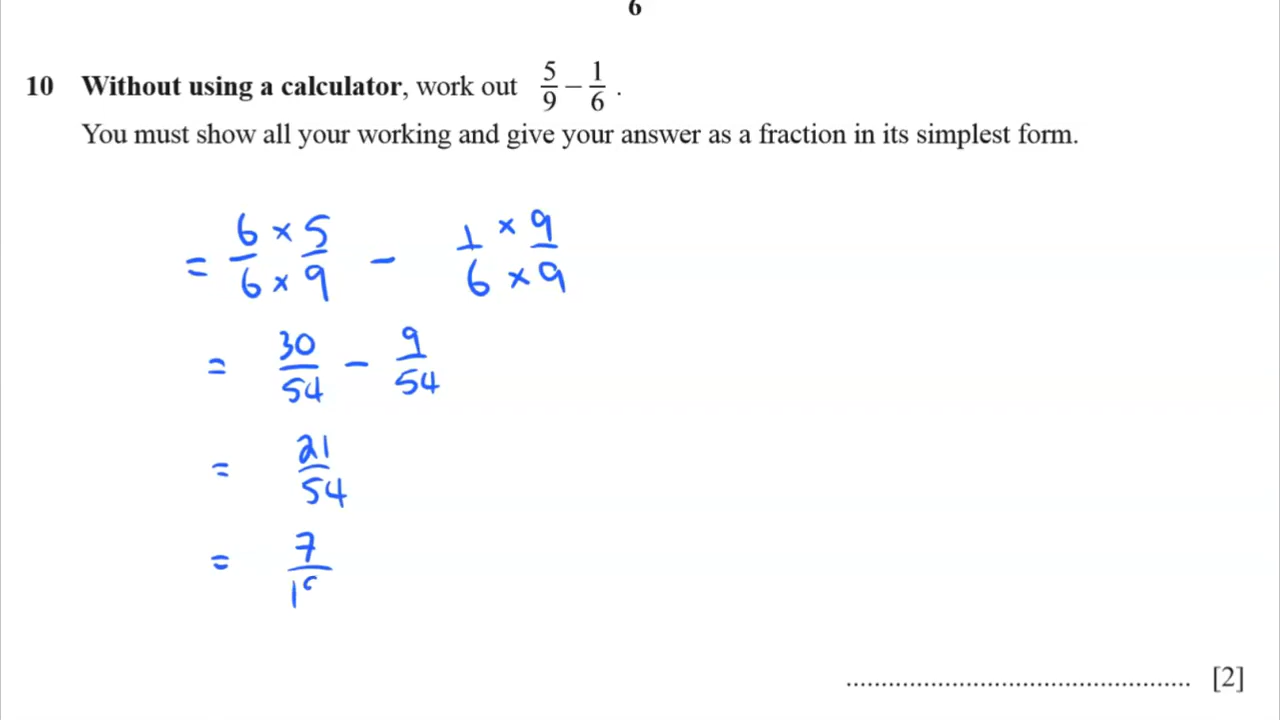 6
10 Without using a calculator, work out 5/9 − 1/6 .
You must show all your working and give your answer as a fraction in its simplest form.
= 6 × 5 / 6 × 9 − 1 × 9 / 6 × 9
= 30/54 − 9/54
= 21/54
= 7/1
.............................................. [2]